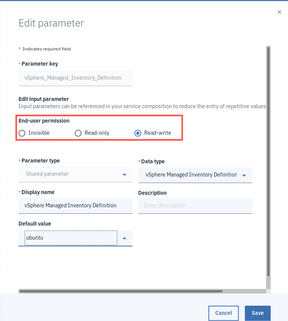 Edit parameter
* Indicates required field
* Parameter key
vSphere_Managed_Inventory_Definition
Edit input parameter
Input parameters can be referenced in your service composition to reduce the entry of repetitive values
End-user permission
Invisible
Read-only
Read-write
* Parameter type
Shared parameter
* Data type
vSphere Managed Inventory Definition
* Display name
vSphere Managed Inventory Definition
Description
Enter description
Default value
ubuntu
Cancel
Save